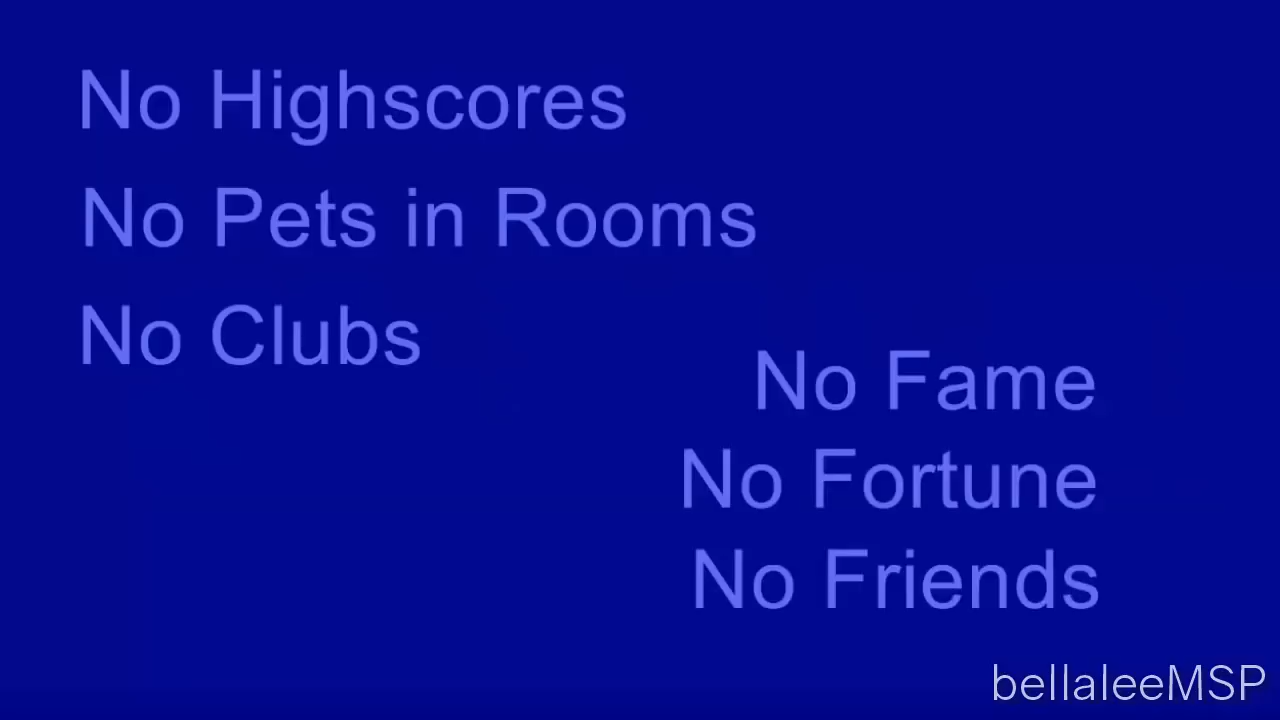 No Highscores
No Pets in Rooms
No Clubs
No Fame
No Fortune
No Friends
bellaleeMSP